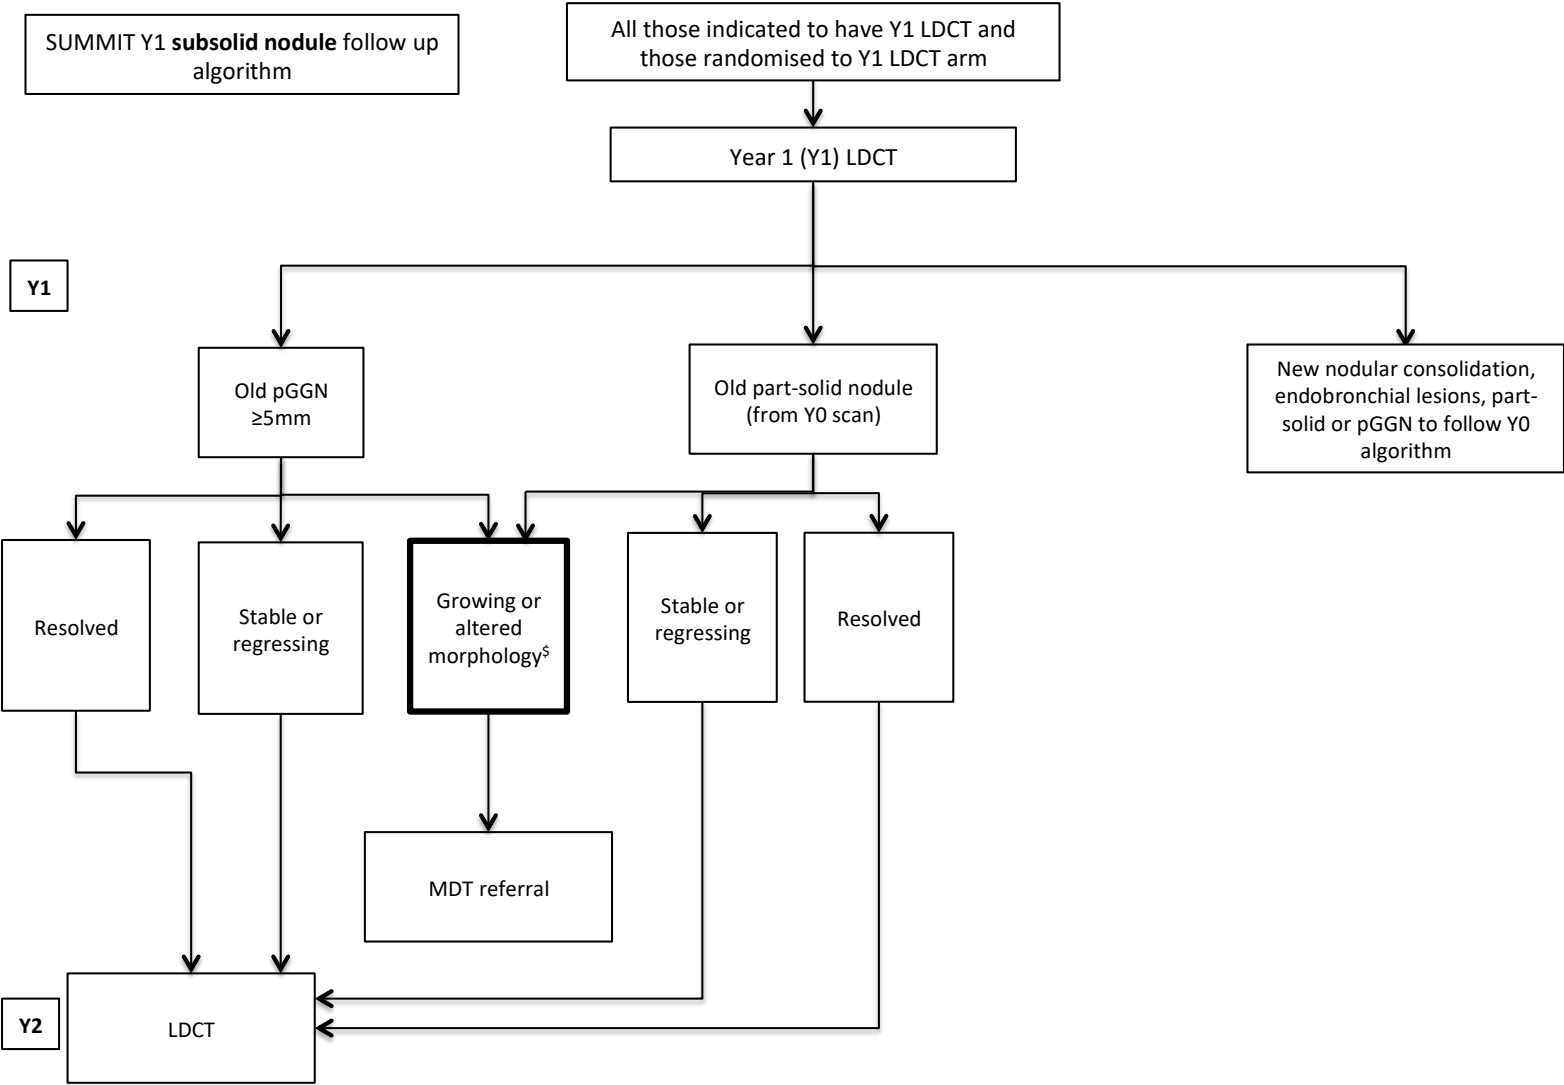 SUMMIT Y1 subsolid nodule follow up
algorithm
All those indicated to have Y1 LDCT and
those randomised to Y1 LDCT arm
Year 1 (Y1) LDCT
Y1
Old pGGN
≥5mm
Old part-solid nodule
(from Y0 scan)
New nodular consolidation,
endobronchial lesions, part-
solid or pGGN to follow Y0
algorithm
Resolved
Stable or
regressing
Growing or
altered
morphology$
Stable or
regressing
Resolved
MDT referral
Y2
LDCT